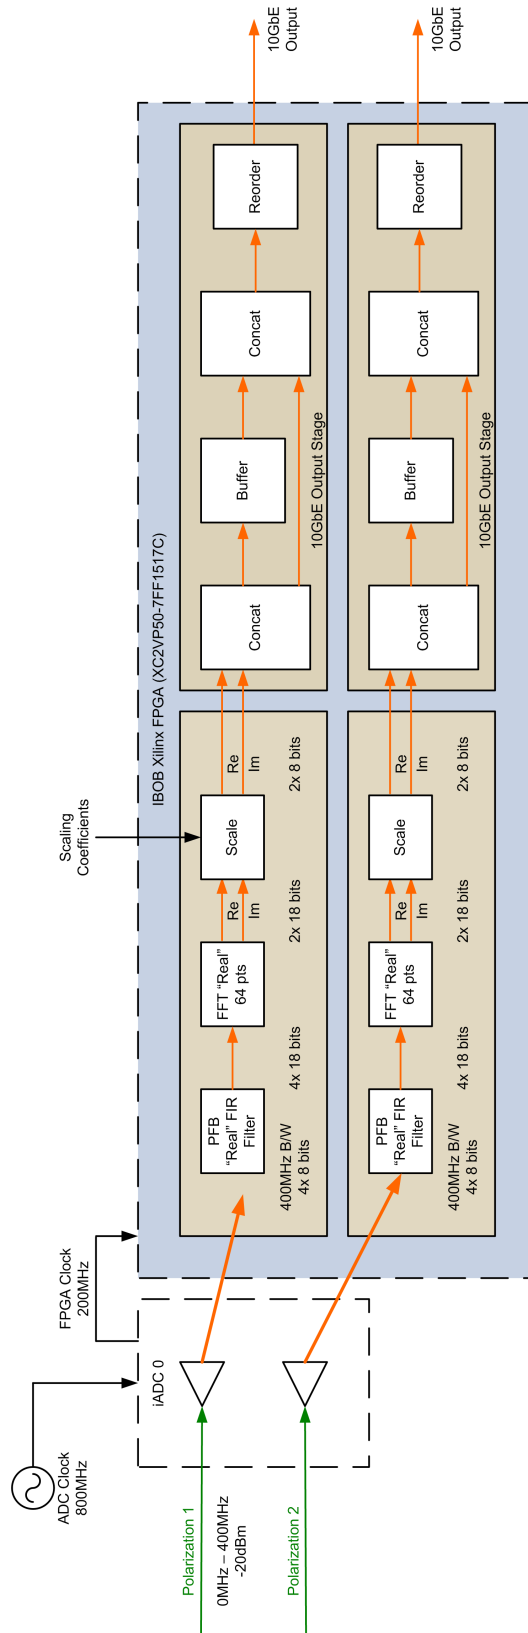 ADC Clock
800MHz
FPGA Clock
200MHz
iADC 0
Polarization 1
0MHz – 400MHz
-20dBm
Polarization 2
IBOB Xilinx FPGA (XC2VP50-7FF1517C)
Scaling
Coefficients
PFB
“Real” FIR
Filter
400MHz B/W
4x 8 bits
4x 18 bits
FFT “Real”
64 pts
Re
Im
2x 18 bits
Scale
Re
Im
2x 8 bits
Concat
Buffer
Concat
Reorder
10GbE Output Stage
10GbE
Output
PFB
“Real” FIR
Filter
400MHz B/W
4x 8 bits
4x 18 bits
FFT “Real”
64 pts
Re
Im
2x 18 bits
Scale
Re
Im
2x 8 bits
Concat
Buffer
Concat
Reorder
10GbE Output Stage
10GbE
Output